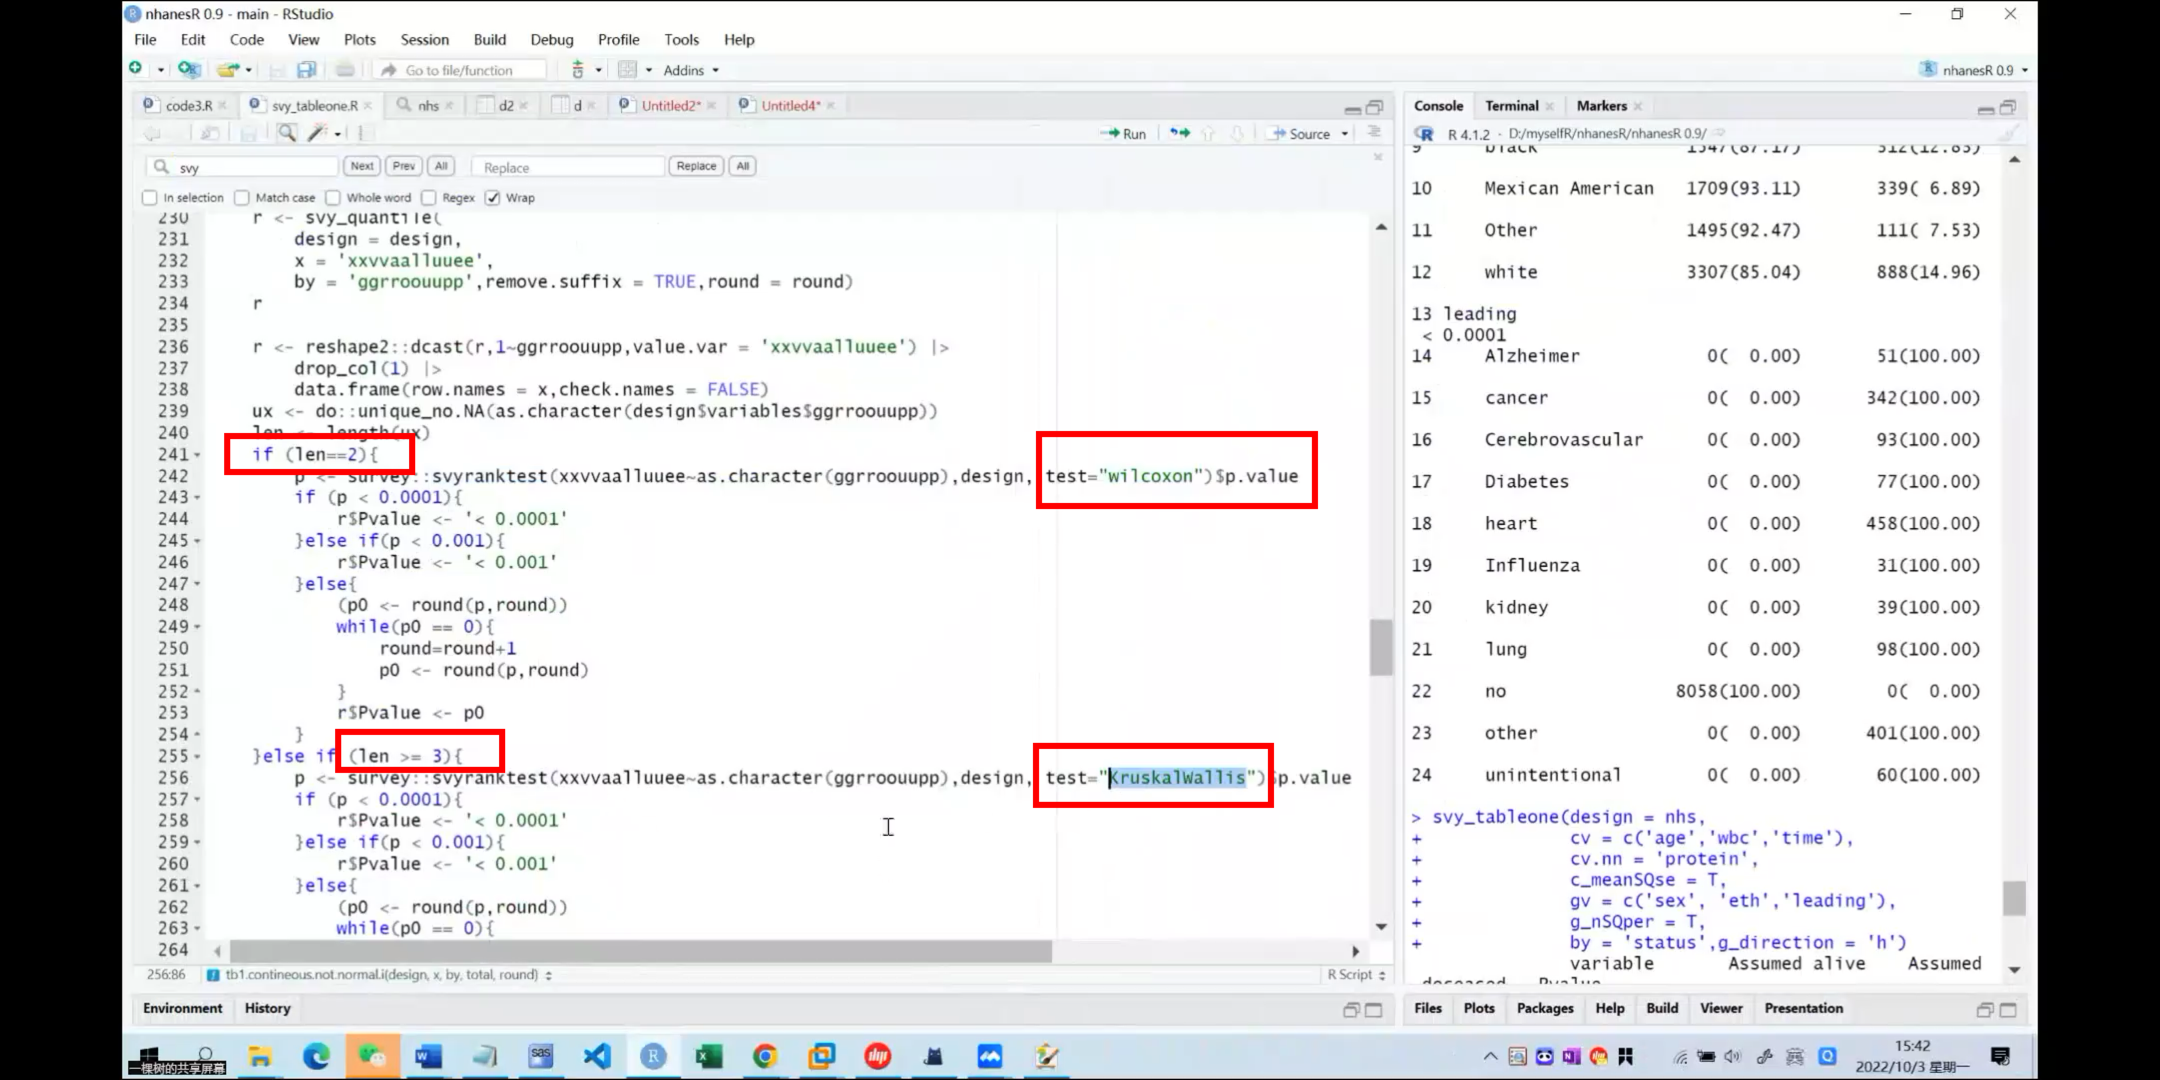 nhanesR 0.9 - main - RStudio
File Edit Code View Plots Session Build Debug Profile Tools Help
Go to file/function Addins nhanesR 0.9
code3.R svy_tableone.R nhs d2 d Untitled2* Untitled4*
Run Source
svy Next Prev All Replace Replace All
In selection Match case Whole word Regex Wrap
230 r <- svy_quantile(
231 design = design,
232 x = 'xxvvaalluuee',
233 by = 'ggrroouupp',remove.suffix = TRUE,round = round)
234 r
235
236 r <- reshape2::dcast(r,1~ggrroouupp,value.var = 'xxvvaalluuee') |>
237 drop_col(1) |>
238 data.frame(row.names = x,check.names = FALSE)
239 ux <- do::unique_no.NA(as.character(design$variables$ggrroouupp))
240 len <- length(ux)
241 if (len==2){
242 p <- survey::svyranktest(xxvvaalluuee~as.character(ggrroouupp),design, test="wilcoxon")$p.value
243 if (p < 0.0001){
244 r$Pvalue <- '< 0.0001'
245 }else if(p < 0.001){
246 r$Pvalue <- '< 0.001'
247 }else{
248 (p0 <- round(p,round))
249 while(p0 == 0){
250 round=round+1
251 p0 <- round(p,round)
252 }
253 r$Pvalue <- p0
254 }
255 }else if (len >= 3){
256 p <- survey::svyranktest(xxvvaalluuee~as.character(ggrroouupp),design, test="KruskalWallis")$p.value
257 if (p < 0.0001){
258 r$Pvalue <- '< 0.0001'
259 }else if(p < 0.001){
260 r$Pvalue <- '< 0.001'
261 }else{
262 (p0 <- round(p,round))
263 while(p0 == 0){
264
256:86 tb1.contineous.not.normal.i(design, x, by, total, round) R Script
Environment History
Console Terminal Markers
R 4.1.2 · D:/myselfR/nhanesR/nhanesR 0.9/
9 black 1547(87.17) 312(12.83)
10 Mexican American 1709(93.11) 339( 6.89)
11 Other 1495(92.47) 111( 7.53)
12 white 3307(85.04) 888(14.96)
13 leading
< 0.0001
14 Alzheimer 0( 0.00) 51(100.00)
15 cancer 0( 0.00) 342(100.00)
16 Cerebrovascular 0( 0.00) 93(100.00)
17 Diabetes 0( 0.00) 77(100.00)
18 heart 0( 0.00) 458(100.00)
19 Influenza 0( 0.00) 31(100.00)
20 kidney 0( 0.00) 39(100.00)
21 lung 0( 0.00) 98(100.00)
22 no 8058(100.00) 0( 0.00)
23 other 0( 0.00) 401(100.00)
24 unintentional 0( 0.00) 60(100.00)
> svy_tableone(design = nhs,
+ cv = c('age','wbc','time'),
+ cv.nn = 'protein',
+ c_meanSQse = T,
+ gv = c('sex', 'eth','leading'),
+ g_nSQper = T,
+ by = 'status',g_direction = 'h')
variable Assumed alive Assumed
deceased Pvalue
Files Plots Packages Help Build Viewer Presentation
一棵树的共享屏幕
15:42
2022/10/3 星期一